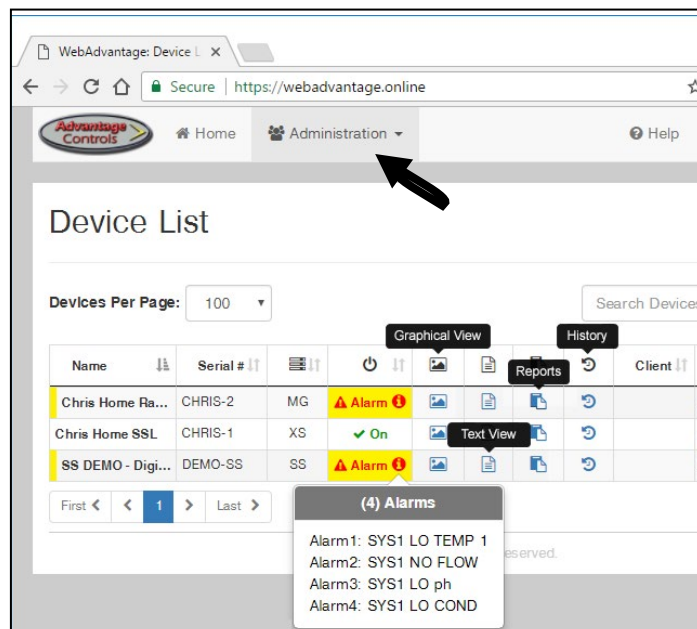 WebAdvantage: Device L
Secure | https://webadvantage.online
Advantage Controls
Home Administration Help
Device List
Devices Per Page: 100 Search Devices
Graphical View History
Name Serial # Reports Client
Chris Home Ra... CHRIS-2 MG Alarm
Chris Home SSL CHRIS-1 XS On Text View
SS DEMO - Digi... DEMO-SS SS Alarm
First 1 Last
(4) Alarms
Alarm1: SYS1 LO TEMP 1
Alarm2: SYS1 NO FLOW
eserved.
Alarm3: SYS1 LO ph
Alarm4: SYS1 LO COND